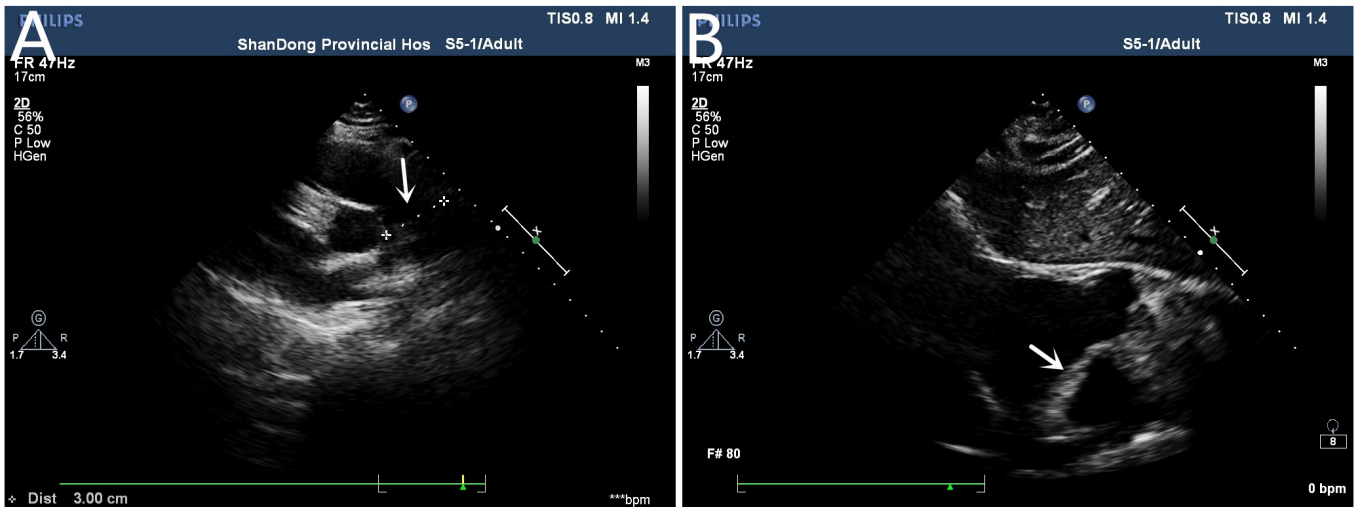 A
PHILIPS
TIS0.8 MI 1.4
ShanDong Provincial Hos S5-1/Adult
FR 47Hz
17cm
M3
2D
56%
C 50
P Low
HGen
P
X
G
P R
1.7 3.4
Dist 3.00 cm
***bpm
B
PHILIPS
TIS0.8 MI 1.4
S5-1/Adult
FR 47Hz
17cm
M3
2D
56%
C 50
P Low
HGen
P
X
G
P R
1.7 3.4
F# 80
8
0 bpm